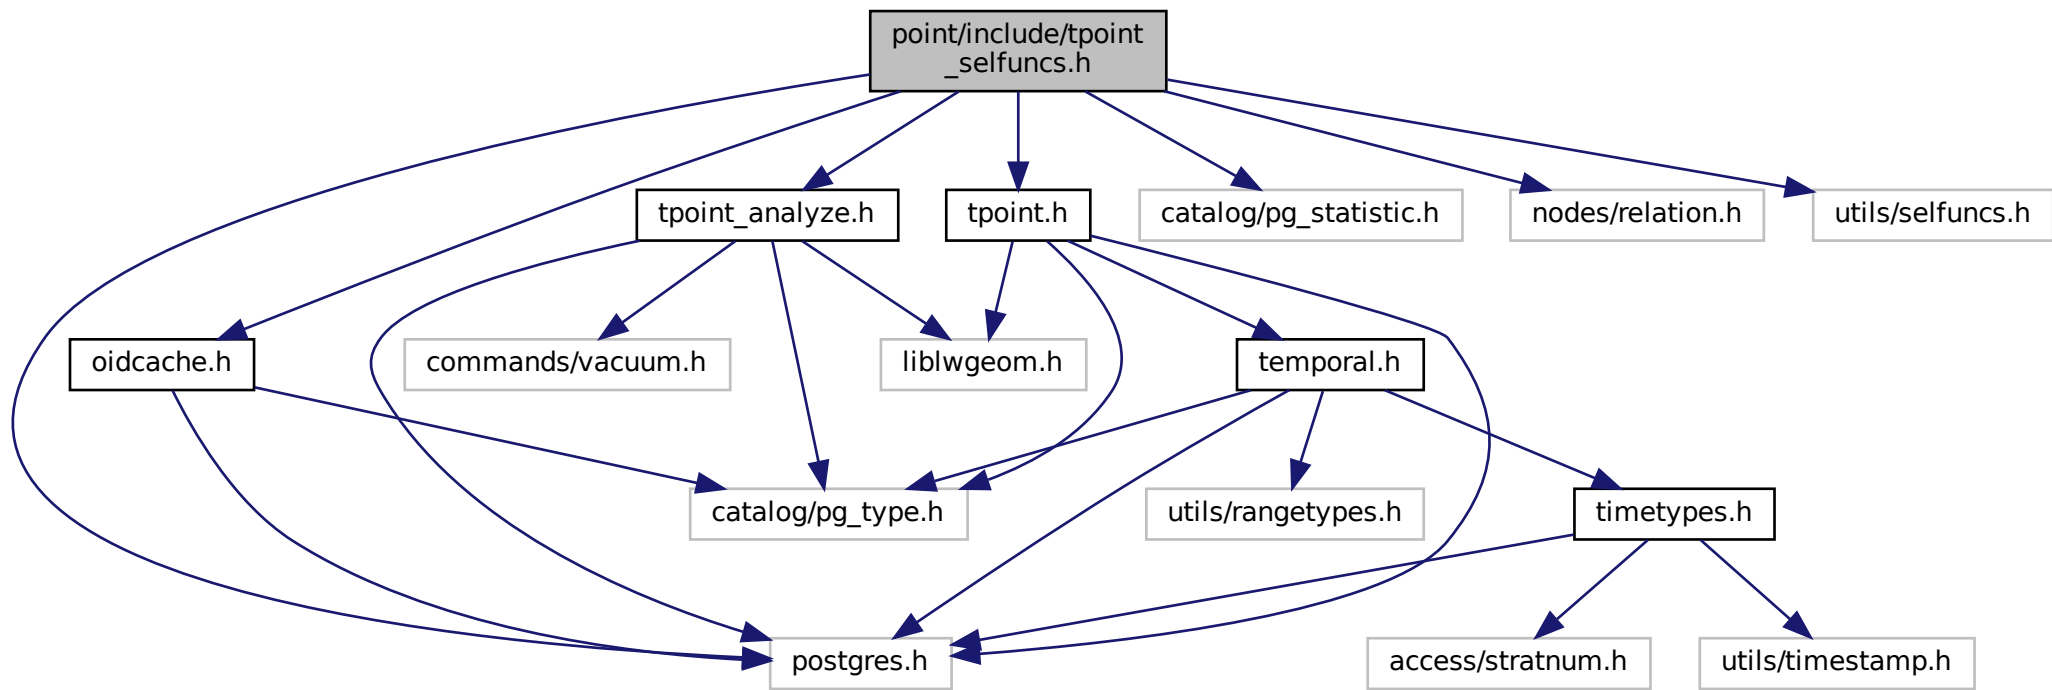 point/include/tpoint
_selfuncs.h
tpoint_analyze.h
tpoint.h
catalog/pg_statistic.h
nodes/relation.h
utils/selfuncs.h
oidcache.h
commands/vacuum.h
liblwgeom.h
temporal.h
catalog/pg_type.h
utils/rangetypes.h
timetypes.h
postgres.h
access/stratnum.h
utils/timestamp.h